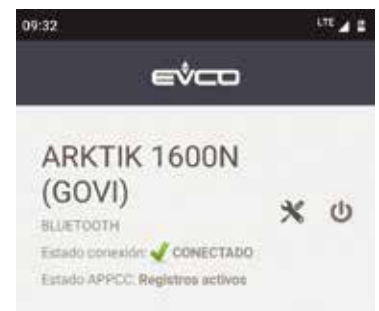 09:32
LTE
EVCO
ARKTIK 1600N
(GOVI)
BLUETOOTH
Estado conexión: CONECTADO
Estado APPCC: Registros activos